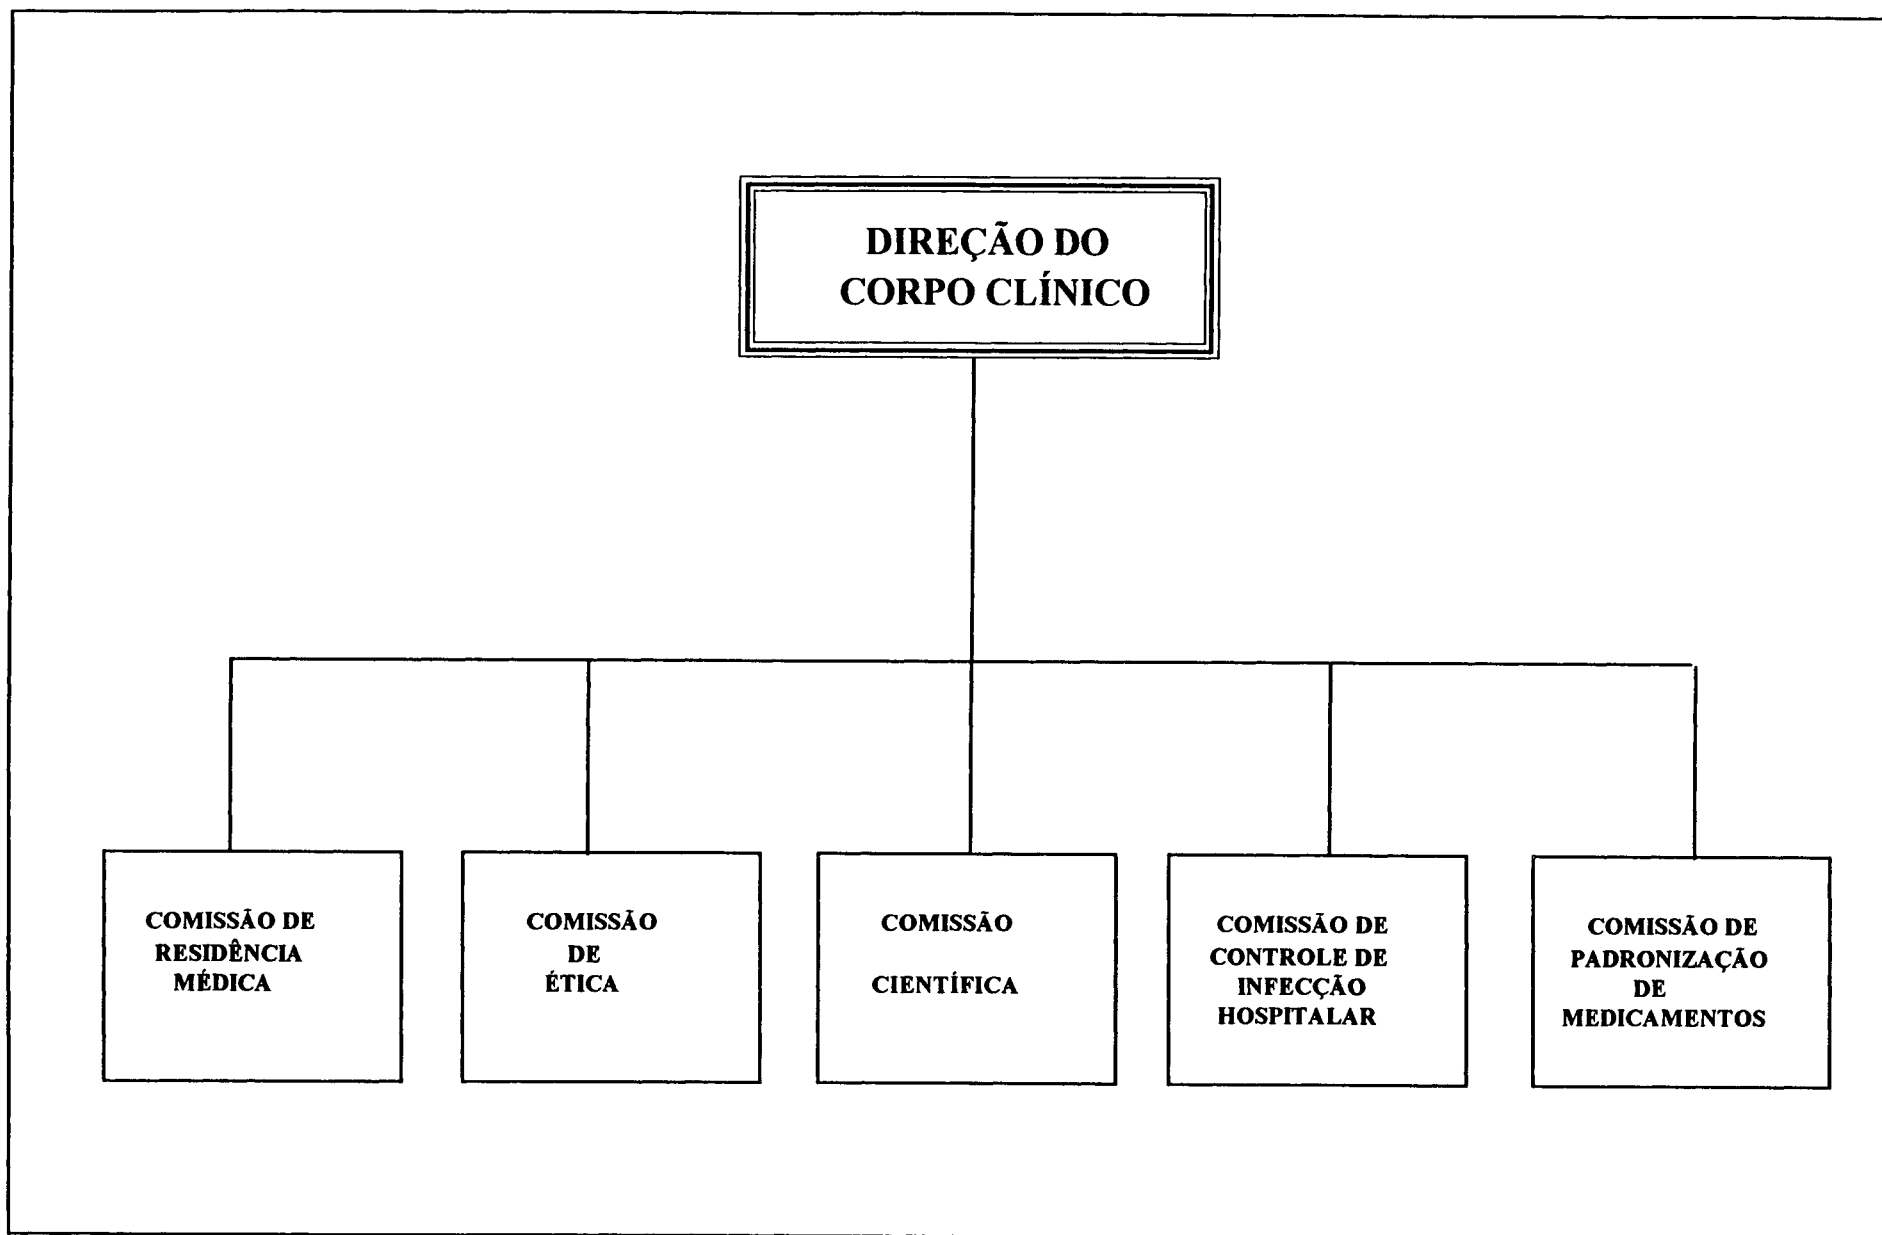 DIREÇÃO DO
CORPO CLÍNICO
COMISSÃO DE
RESIDÊNCIA
MÉDICA
COMISSÃO
DE
ÉTICA
COMISSÃO
CIENTÍFICA
COMISSÃO DE
CONTROLE DE
INFECÇÃO
HOSPITALAR
COMISSÃO DE
PADRONIZAÇÃO
DE
MEDICAMENTOS